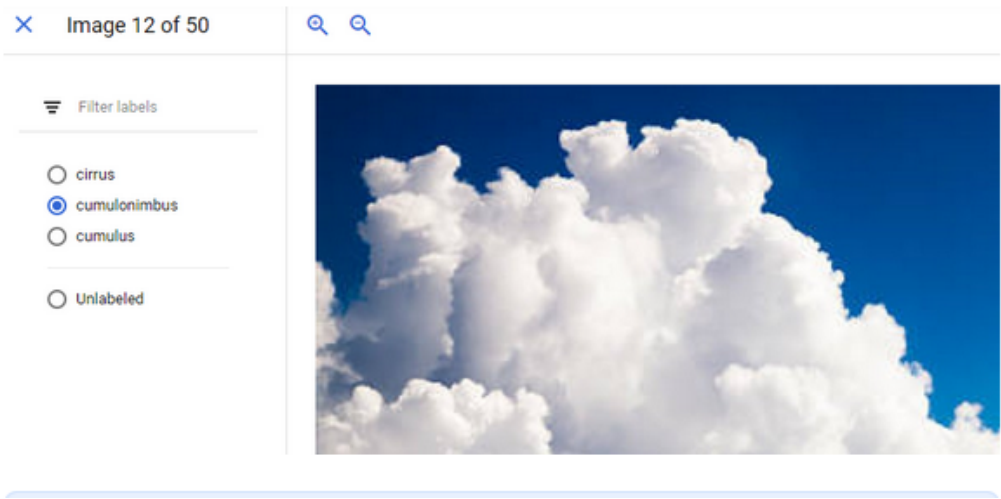 Image 12 of 50
Filter labels
cirrus
cumulonimbus
cumulus
Unlabeled